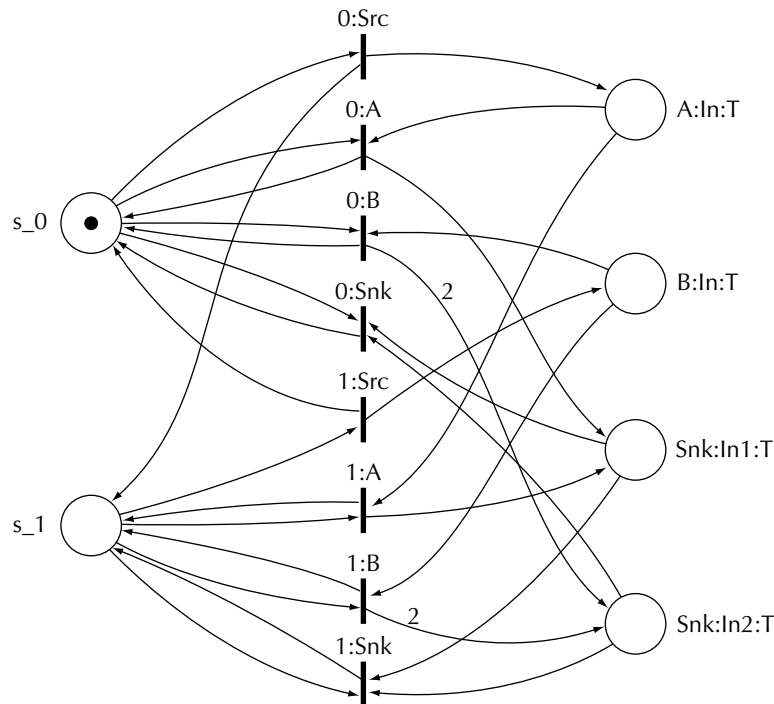 0:Src
0:A
A:In:T
s_0
0:B
B:In:T
0:Snk
2
1:Src
Snk:In1:T
1:A
s_1
1:B
2
Snk:In2:T
1:Snk